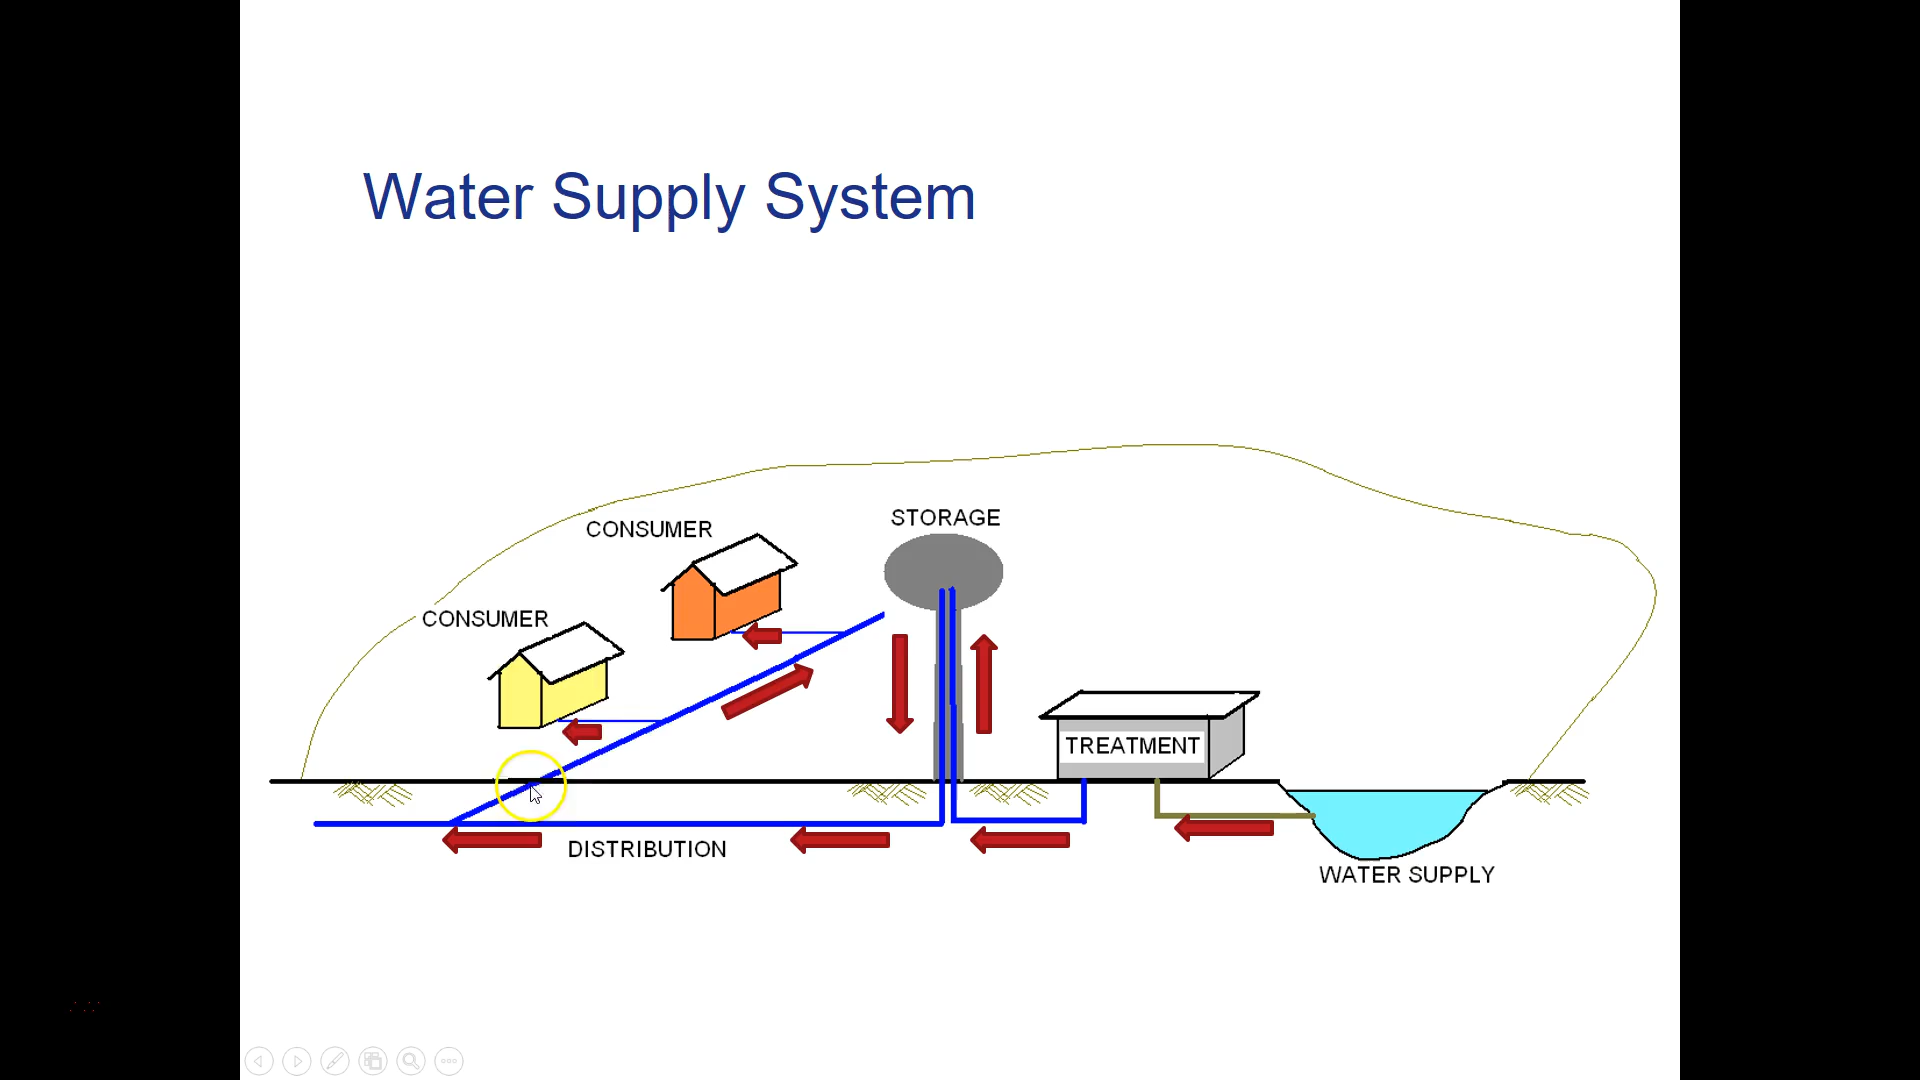 Water Supply System
STORAGE
CONSUMER
CONSUMER
TREATMENT
DISTRIBUTION
WATER SUPPLY